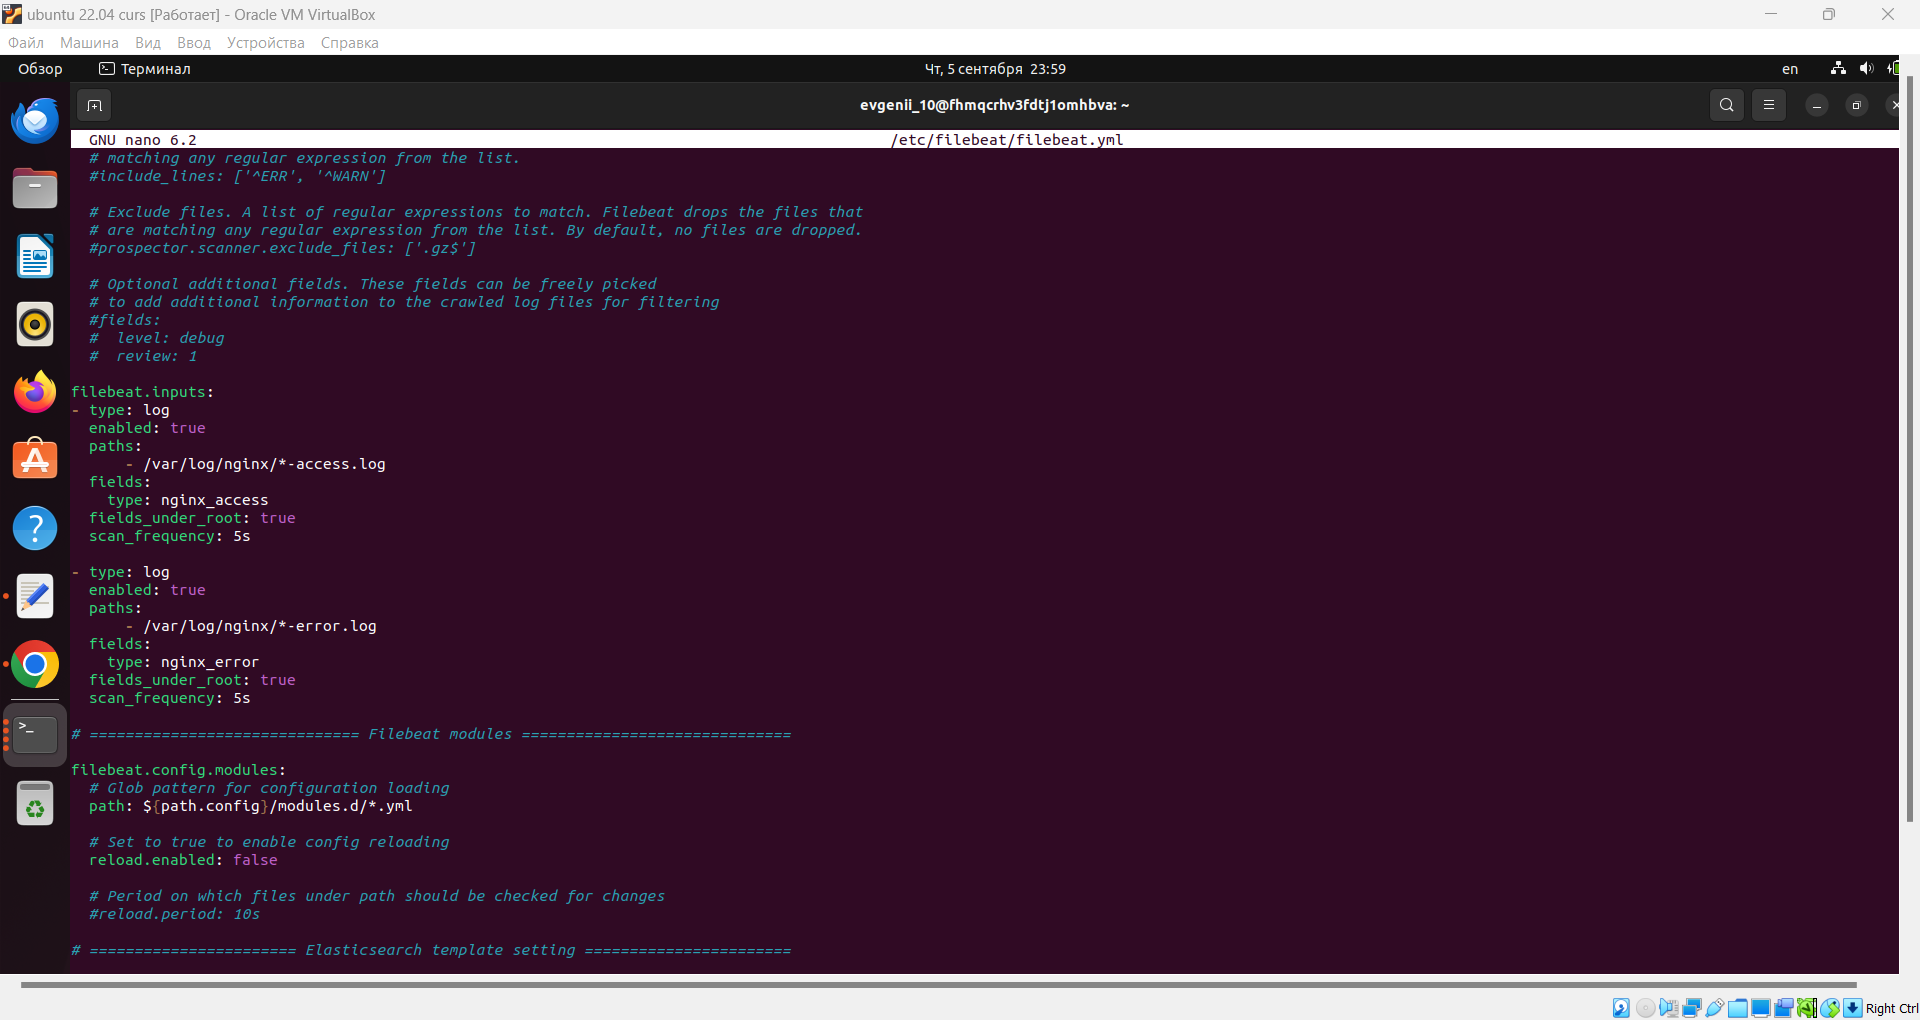 ubuntu 22.04 curs [Работает] - Oracle VM VirtualBox
Файл Машина Вид Ввод Устройства Справка
Обзор Терминал Чт, 5 сентября 23:59 en
evgenii_10@fhmqcrhv3fdtj1omhbva: ~
GNU nano 6.2 /etc/filebeat/filebeat.yml
# matching any regular expression from the list.
#include_lines: ['^ERR', '^WARN']
# Exclude files. A list of regular expressions to match. Filebeat drops the files that
# are matching any regular expression from the list. By default, no files are dropped.
#prospector.scanner.exclude_files: ['.gz$']
# Optional additional fields. These fields can be freely picked
# to add additional information to the crawled log files for filtering
#fields:
#  level: debug
#  review: 1
filebeat.inputs:
- type: log
  enabled: true
  paths:
      - /var/log/nginx/*-access.log
  fields:
    type: nginx_access
  fields_under_root: true
  scan_frequency: 5s
- type: log
  enabled: true
  paths:
      - /var/log/nginx/*-error.log
  fields:
    type: nginx_error
  fields_under_root: true
  scan_frequency: 5s
# ============================== Filebeat modules ==============================
filebeat.config.modules:
  # Glob pattern for configuration loading
  path: ${path.config}/modules.d/*.yml
  # Set to true to enable config reloading
  reload.enabled: false
  # Period on which files under path should be checked for changes
  #reload.period: 10s
# ======================= Elasticsearch template setting =======================
Right Ctrl